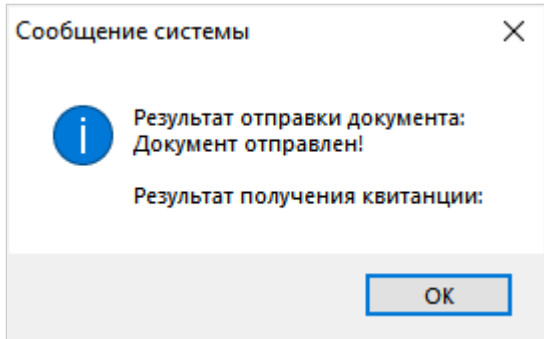 Сообщение системы
Результат отправки документа:
Документ отправлен!
Результат получения квитанции:
OK